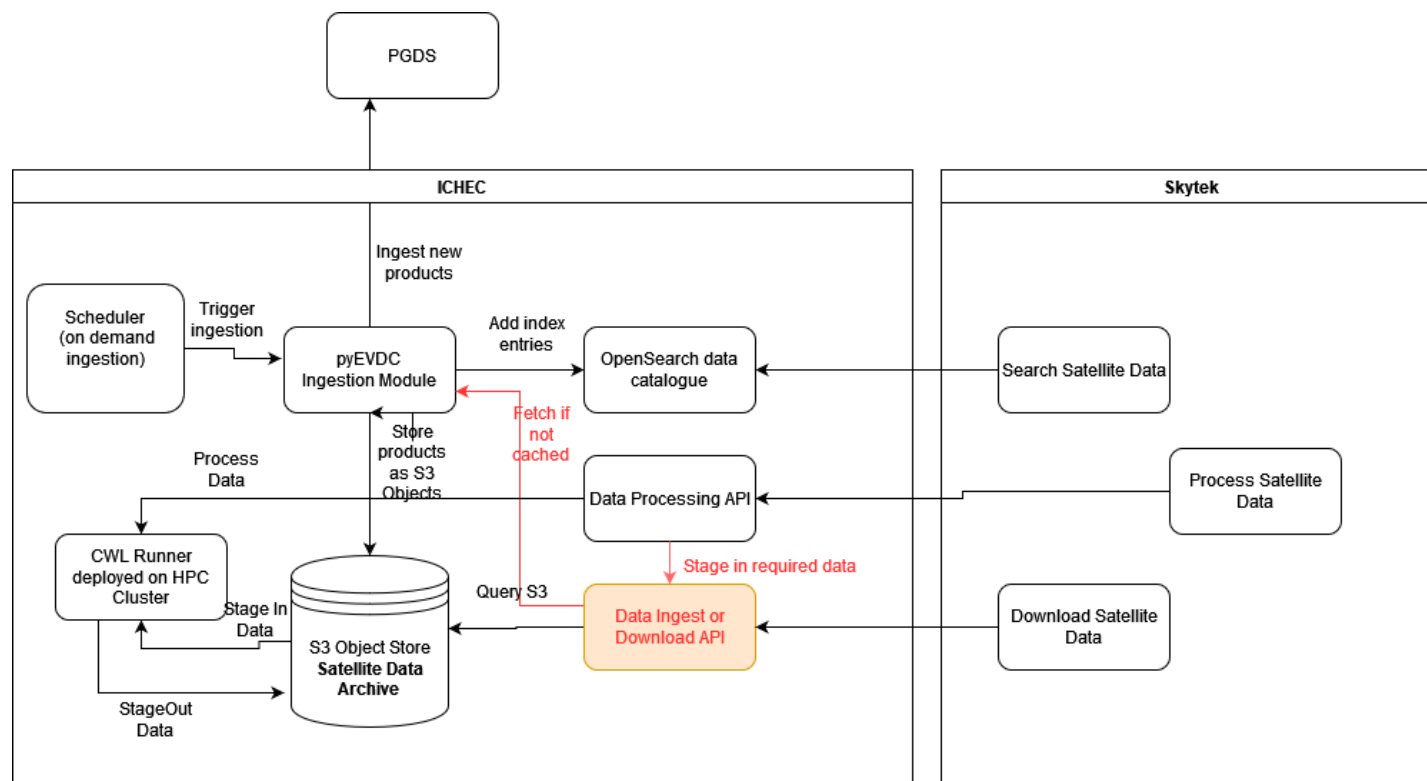 PGDS
ICHEC
Skytek
Ingest new
products
Scheduler
(on demand
ingestion)
Trigger
ingestion
pyEVDC
Ingestion Module
Add index
entries
OpenSearch data
catalogue
Search Satellite Data
Fetch if
not
cached
Store
products
as S3
Objects
Process
Data
Data Processing API
Process Satellite
Data
CWL Runner
deployed on HPC
Cluster
Stage in required data
Query S3
Stage In
Data
Data Ingest or
Download API
Download Satellite
Data
S3 Object Store
Satellite Data
Archive
StageOut
Data